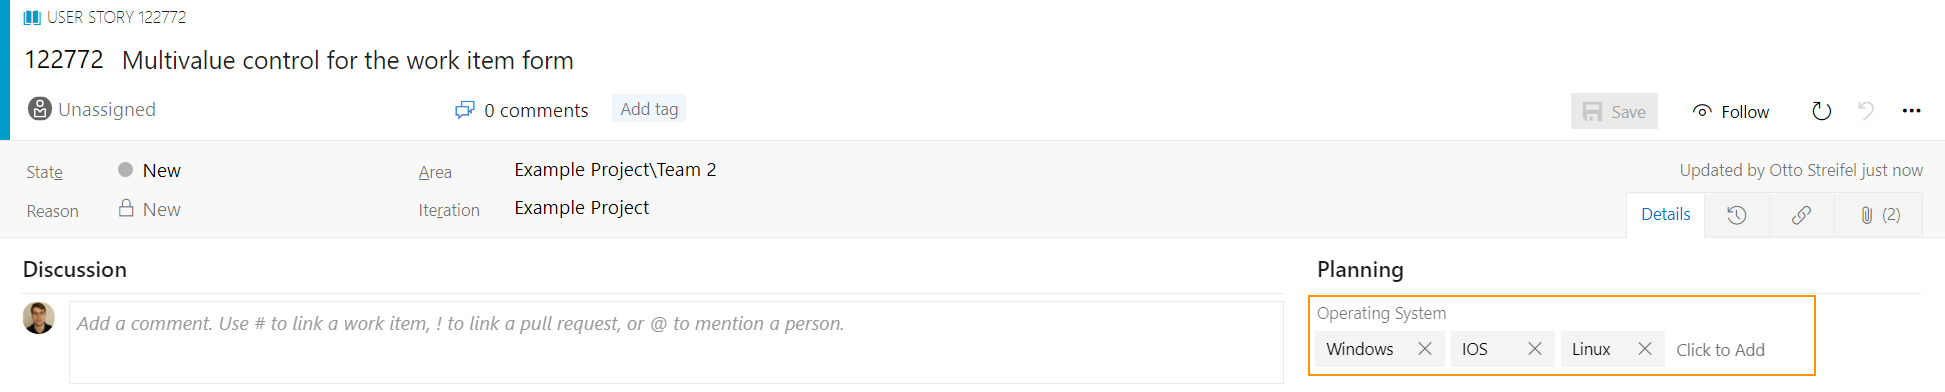 USER STORY 122772
122772 Multivalue control for the work item form
Unassigned 0 comments Add tag Save Follow
State New Area Example Project\Team 2 Updated by Otto Streifel just now
Reason New Iteration Example Project Details (2)
Discussion Planning
Operating System
Add a comment. Use # to link a work item, ! to link a pull request, or @ to mention a person.
Windows IOS Linux Click to Add